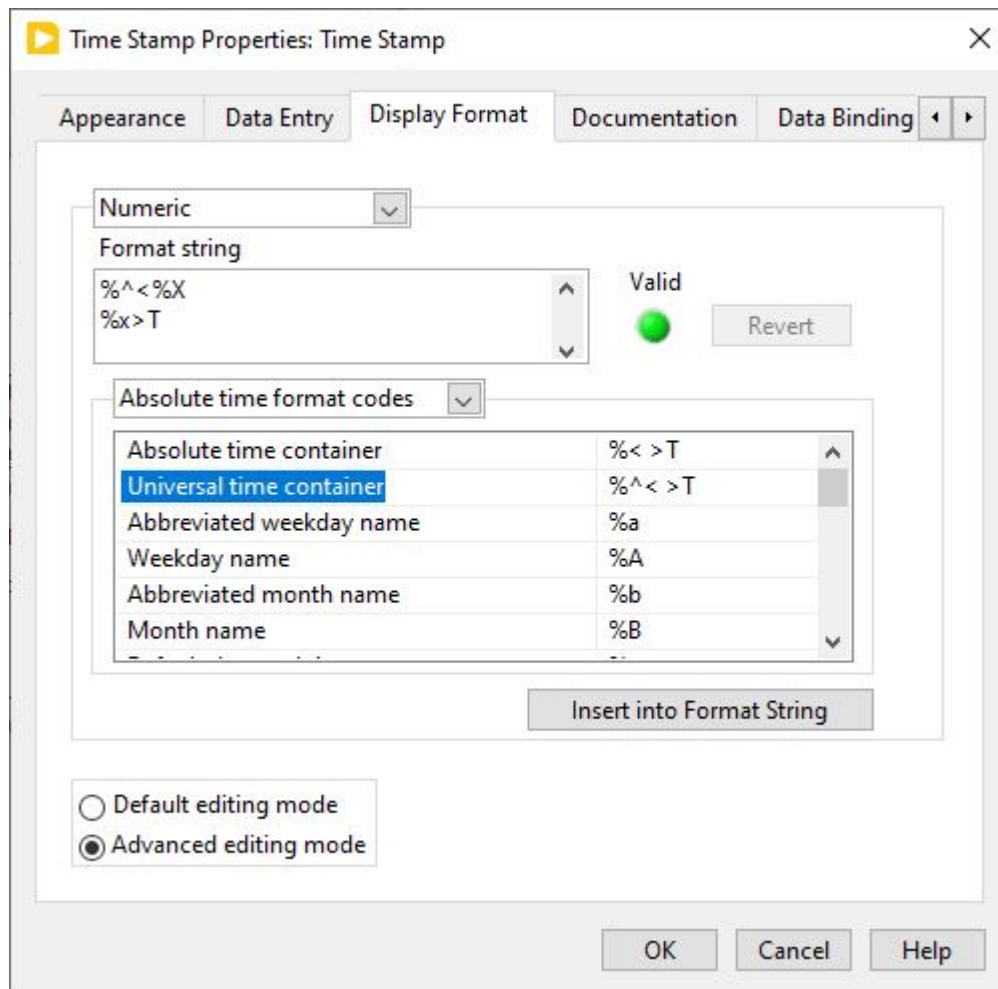 Time Stamp Properties: Time Stamp
Appearance Data Entry Display Format Documentation Data Binding
Numeric
Format string
%^<%X
%x>T
Valid
Revert
Absolute time format codes
Absolute time container %< >T
Universal time container %^< >T
Abbreviated weekday name %a
Weekday name %A
Abbreviated month name %b
Month name %B
Insert into Format String
Default editing mode
Advanced editing mode
OK Cancel Help